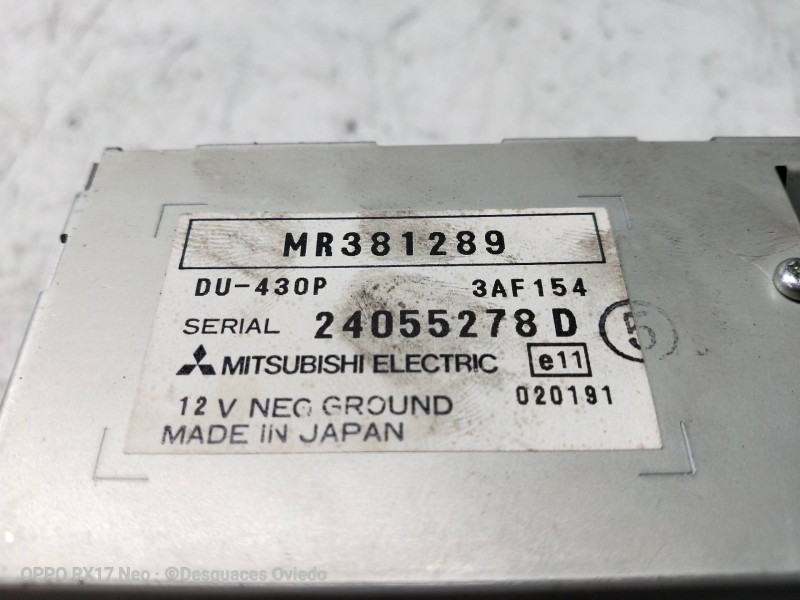 MR381289
DU-430P 3AF154
SERIAL 24055278 D 5
MITSUBISHI ELECTRIC e11
12 V NEG GROUND 020191
MADE IN JAPAN
OPPO RX17 Neo : ©Desguaces Oviedo